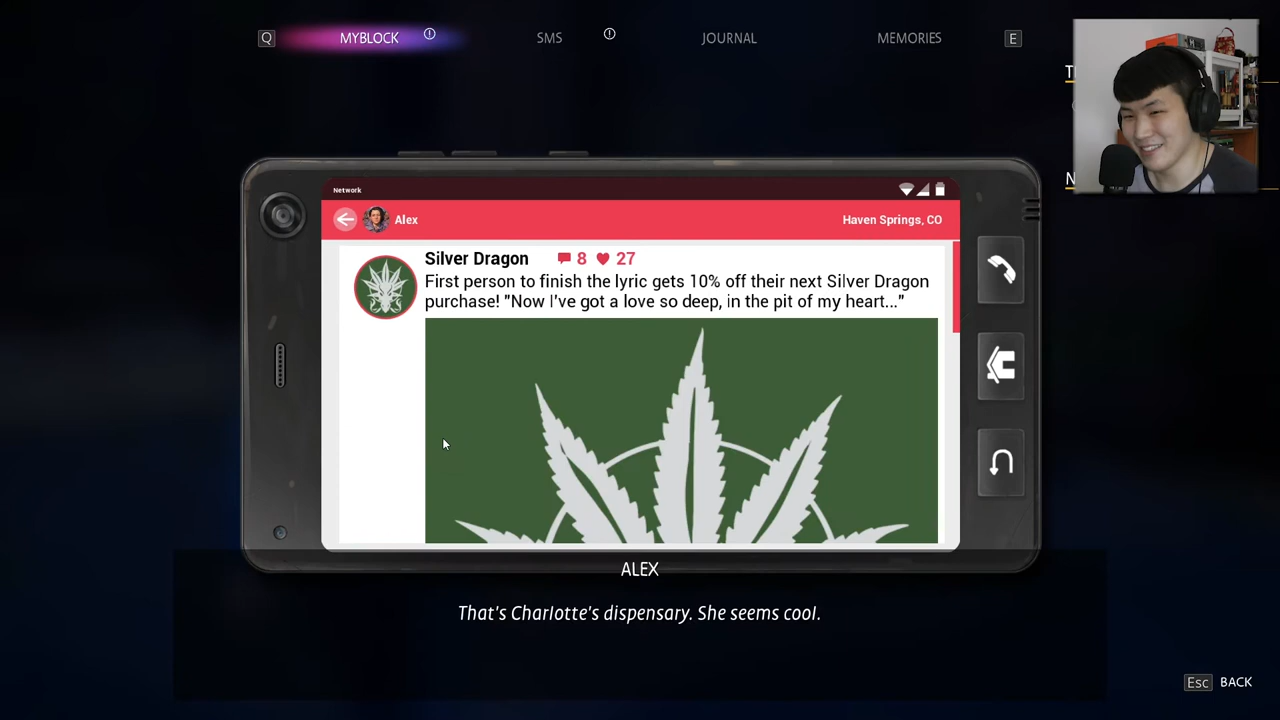 Q MYBLOCK SMS JOURNAL MEMORIES E
Network
Alex Haven Springs, CO
Silver Dragon 8 27
First person to finish the lyric gets 10% off their next Silver Dragon
purchase! "Now I've got a love so deep, in the pit of my heart..."
ALEX
That's Charlotte's dispensary. She seems cool.
Esc BACK